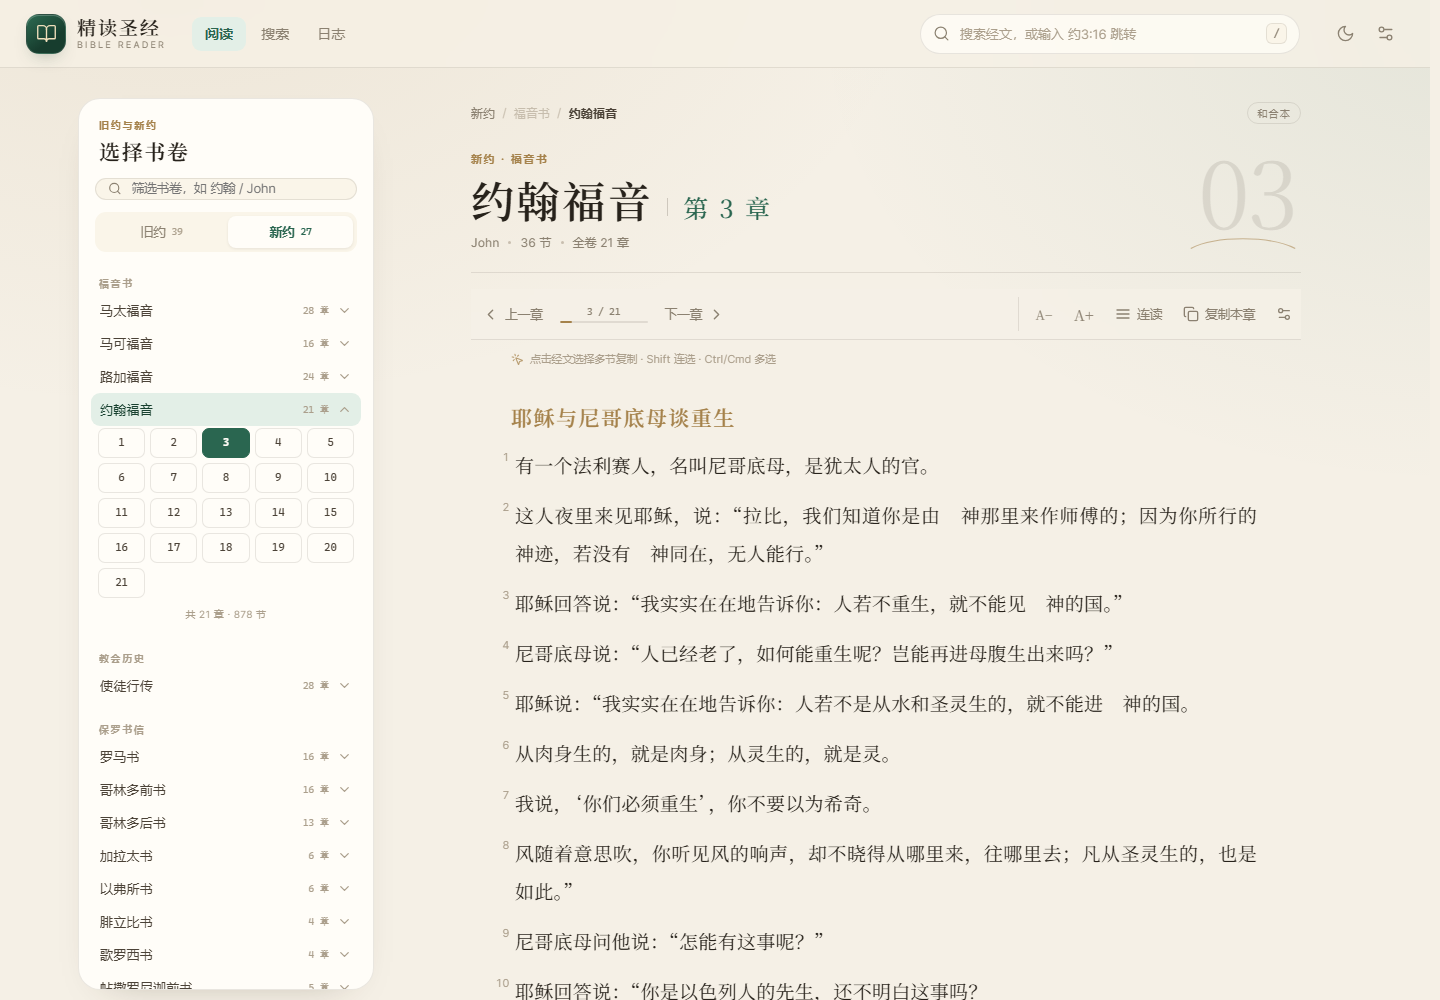 精读圣经
BIBLE READER
阅读 搜索 日志
搜索经文，或输入 约3:16 跳转 /
旧约与新约
选择书卷
筛选书卷，如 约翰 / John
旧约 39 新约 27
福音书
马太福音 28 章
马可福音 16 章
路加福音 24 章
约翰福音 21 章
1 2 3 4 5
6 7 8 9 10
11 12 13 14 15
16 17 18 19 20
21
共 21 章 · 878 节
教会历史
使徒行传 28 章
保罗书信
罗马书 16 章
哥林多前书 16 章
哥林多后书 13 章
加拉太书 6 章
以弗所书 6 章
腓立比书 4 章
歌罗西书 4 章
帖撒罗尼迦前书 5 章
新约 / 福音书 / 约翰福音
和合本
新约 · 福音书
约翰福音 第 3 章
03
John • 36 节 • 全卷 21 章
上一章 3 / 21 下一章 A− A+ 连读 复制本章
点击经文选择多节复制 · Shift 连选 · Ctrl/Cmd 多选
耶稣与尼哥底母谈重生
1 有一个法利赛人，名叫尼哥底母，是犹太人的官。
2 这人夜里来见耶稣，说：“拉比，我们知道你是由　神那里来作师傅的；因为你所行的
神迹，若没有　神同在，无人能行。”
3 耶稣回答说：“我实实在在地告诉你：人若不重生，就不能见　神的国。”
4 尼哥底母说：“人已经老了，如何能重生呢？岂能再进母腹生出来吗？”
5 耶稣说：“我实实在在地告诉你：人若不是从水和圣灵生的，就不能进　神的国。
6 从肉身生的，就是肉身；从灵生的，就是灵。
7 我说，‘你们必须重生’，你不要以为希奇。
8 风随着意思吹，你听见风的响声，却不晓得从哪里来，往哪里去；凡从圣灵生的，也是
如此。”
9 尼哥底母问他说：“怎能有这事呢？”
10 耶稣回答说：“你是以色列人的先生，还不明白这事吗？